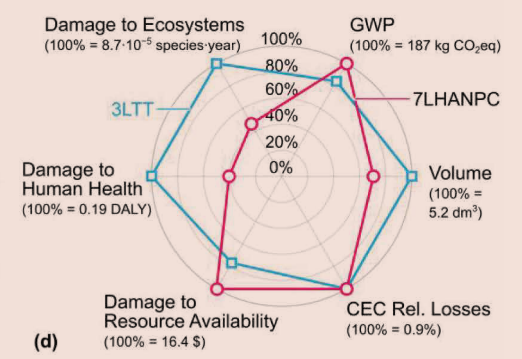 Damage to Ecosystems
(100% = 8.7·10⁻⁵ species·year)
100%
GWP
(100% = 187 kg CO₂eq)
80%
60%
3LTT
40%
7LHANPC
20%
0%
Damage to
Human Health
(100% = 0.19 DALY)
Volume
(100% =
5.2 dm³)
Damage to
Resource Availability
(100% = 16.4 $)
CEC Rel. Losses
(100% = 0.9%)
(d)